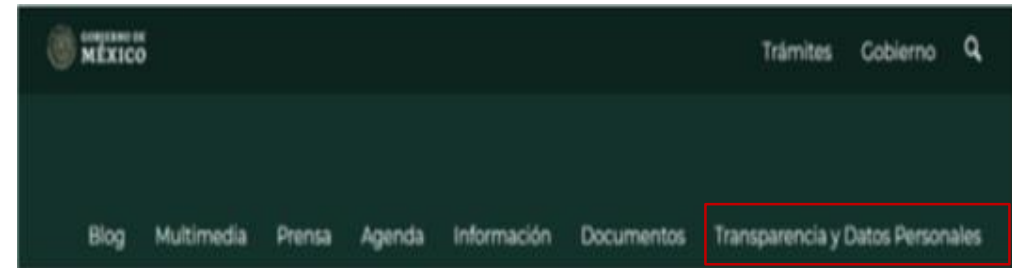 GOBIERNO DE
MÉXICO
Trámites Gobierno
Blog Multimedia Prensa Agenda Información Documentos Transparencia y Datos Personales